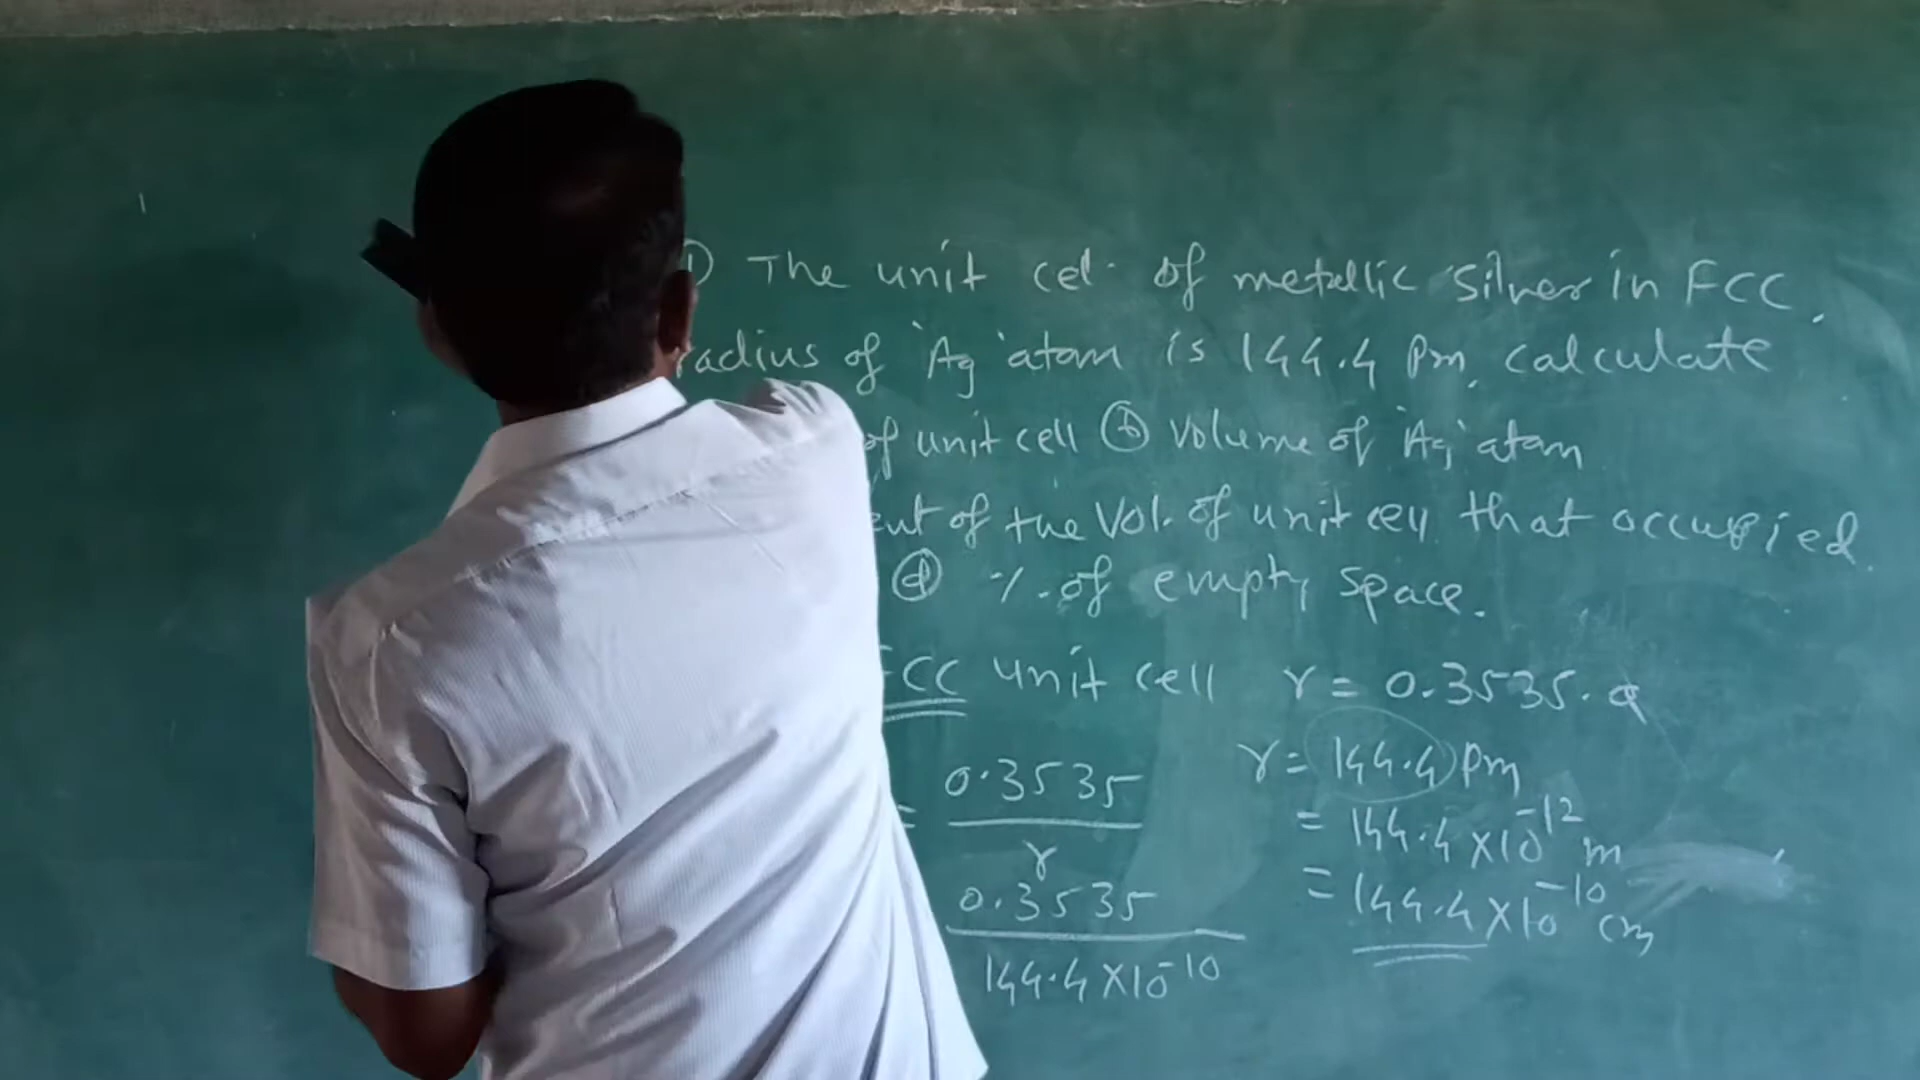 1) The unit cel. of metallic silver in FCC.
radius of 'Ag' atom is 144.4 Pm. calculate
of unit cell (b) volume of 'Ag' atom
of the Vol. of unit cell that occupied.
(d) %. of empty space.
FCC unit cell r = 0.3535. a
= 0.3535 / r
r = 144.4 Pm
= 144.4 x 10^-12 m
0.3535 / 144.4 x 10^-10
= 144.4 x 10^-10 cm